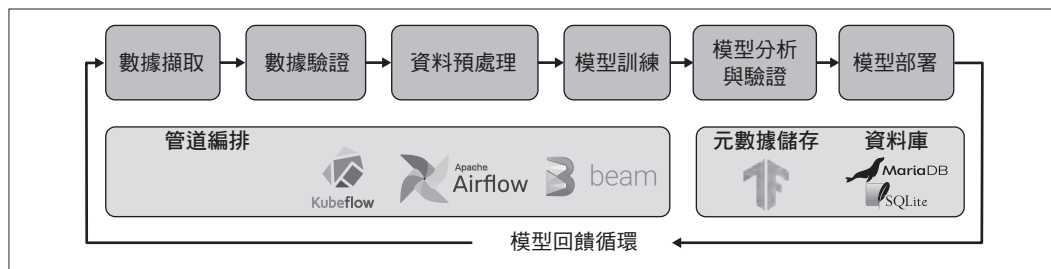 數據擷取
數據驗證
資料預處理
模型訓練
模型分析
與驗證
模型部署
管道編排
Kubeflow
Apache
Airflow
beam
元數據儲存
資料庫
MariaDB
SQLite
模型回饋循環